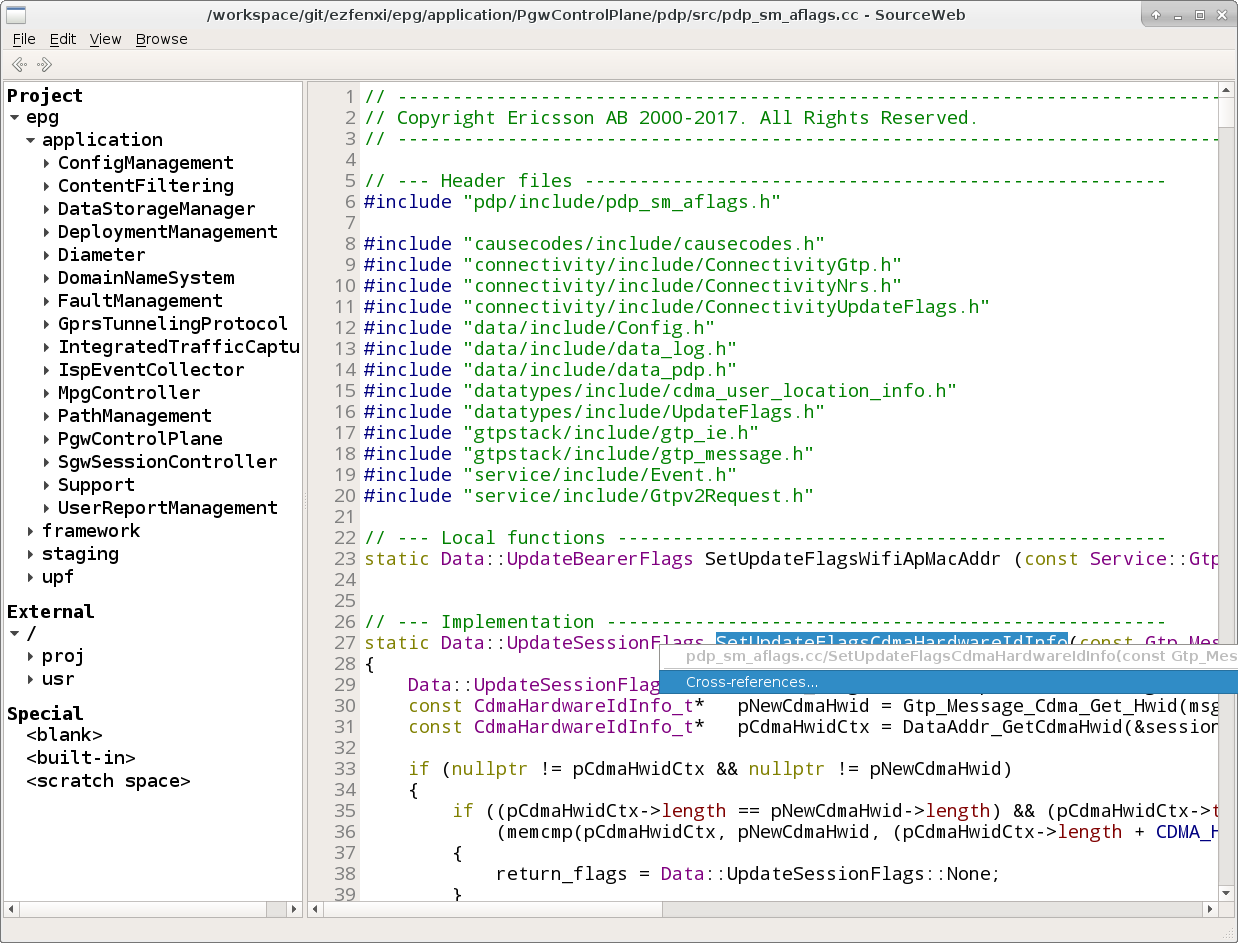 /workspace/git/ezfenxi/epg/application/PgwControlPlane/pdp/src/pdp_sm_aflags.cc - SourceWeb
File Edit View Browse
Project
epg
application
ConfigManagement
ContentFiltering
DataStorageManager
DeploymentManagement
Diameter
DomainNameSystem
FaultManagement
GprsTunnelingProtocol
IntegratedTrafficCaptu
IspEventCollector
MpgController
PathManagement
PgwControlPlane
SgwSessionController
Support
UserReportManagement
framework
staging
upf
External
/
proj
usr
Special
<blank>
<built-in>
<scratch space>
1 // ---------------------------------------------------------------------------
2 // Copyright Ericsson AB 2000-2017. All Rights Reserved.
3 // ---------------------------------------------------------------------------
4
5 // --- Header files -----------------------------------------------------
6 #include "pdp/include/pdp_sm_aflags.h"
7
8 #include "causecodes/include/causecodes.h"
9 #include "connectivity/include/ConnectivityGtp.h"
10 #include "connectivity/include/ConnectivityNrs.h"
11 #include "connectivity/include/ConnectivityUpdateFlags.h"
12 #include "data/include/Config.h"
13 #include "data/include/data_log.h"
14 #include "data/include/data_pdp.h"
15 #include "datatypes/include/cdma_user_location_info.h"
16 #include "datatypes/include/UpdateFlags.h"
17 #include "gtpstack/include/gtp_ie.h"
18 #include "gtpstack/include/gtp_message.h"
19 #include "service/include/Event.h"
20 #include "service/include/Gtpv2Request.h"
21
22 // --- Local functions --------------------------------------------------
23 static Data::UpdateBearerFlags SetUpdateFlagsWifiApMacAddr (const Service::Gtp
24
25
26 // --- Implementation ---------------------------------------------------
27 static Data::UpdateSessionFlags SetUpdateFlagsCdmaHardwareIdInfo(const Gtp_Mes
pdp_sm_aflags.cc/SetUpdateFlagsCdmaHardwareIdInfo(const Gtp_Mes
Cross-references...
28 {
29 Data::UpdateSessionFlag
30 const CdmaHardwareIdInfo_t* pNewCdmaHwid = Gtp_Message_Cdma_Get_Hwid(msg
31 const CdmaHardwareIdInfo_t* pCdmaHwidCtx = DataAddr_GetCdmaHwid(&session
32
33 if (nullptr != pCdmaHwidCtx && nullptr != pNewCdmaHwid)
34 {
35 if ((pCdmaHwidCtx->length == pNewCdmaHwid->length) && (pCdmaHwidCtx->t
36 (memcmp(pCdmaHwidCtx, pNewCdmaHwid, (pCdmaHwidCtx->length + CDMA_H
37 {
38 return_flags = Data::UpdateSessionFlags::None;
39 }